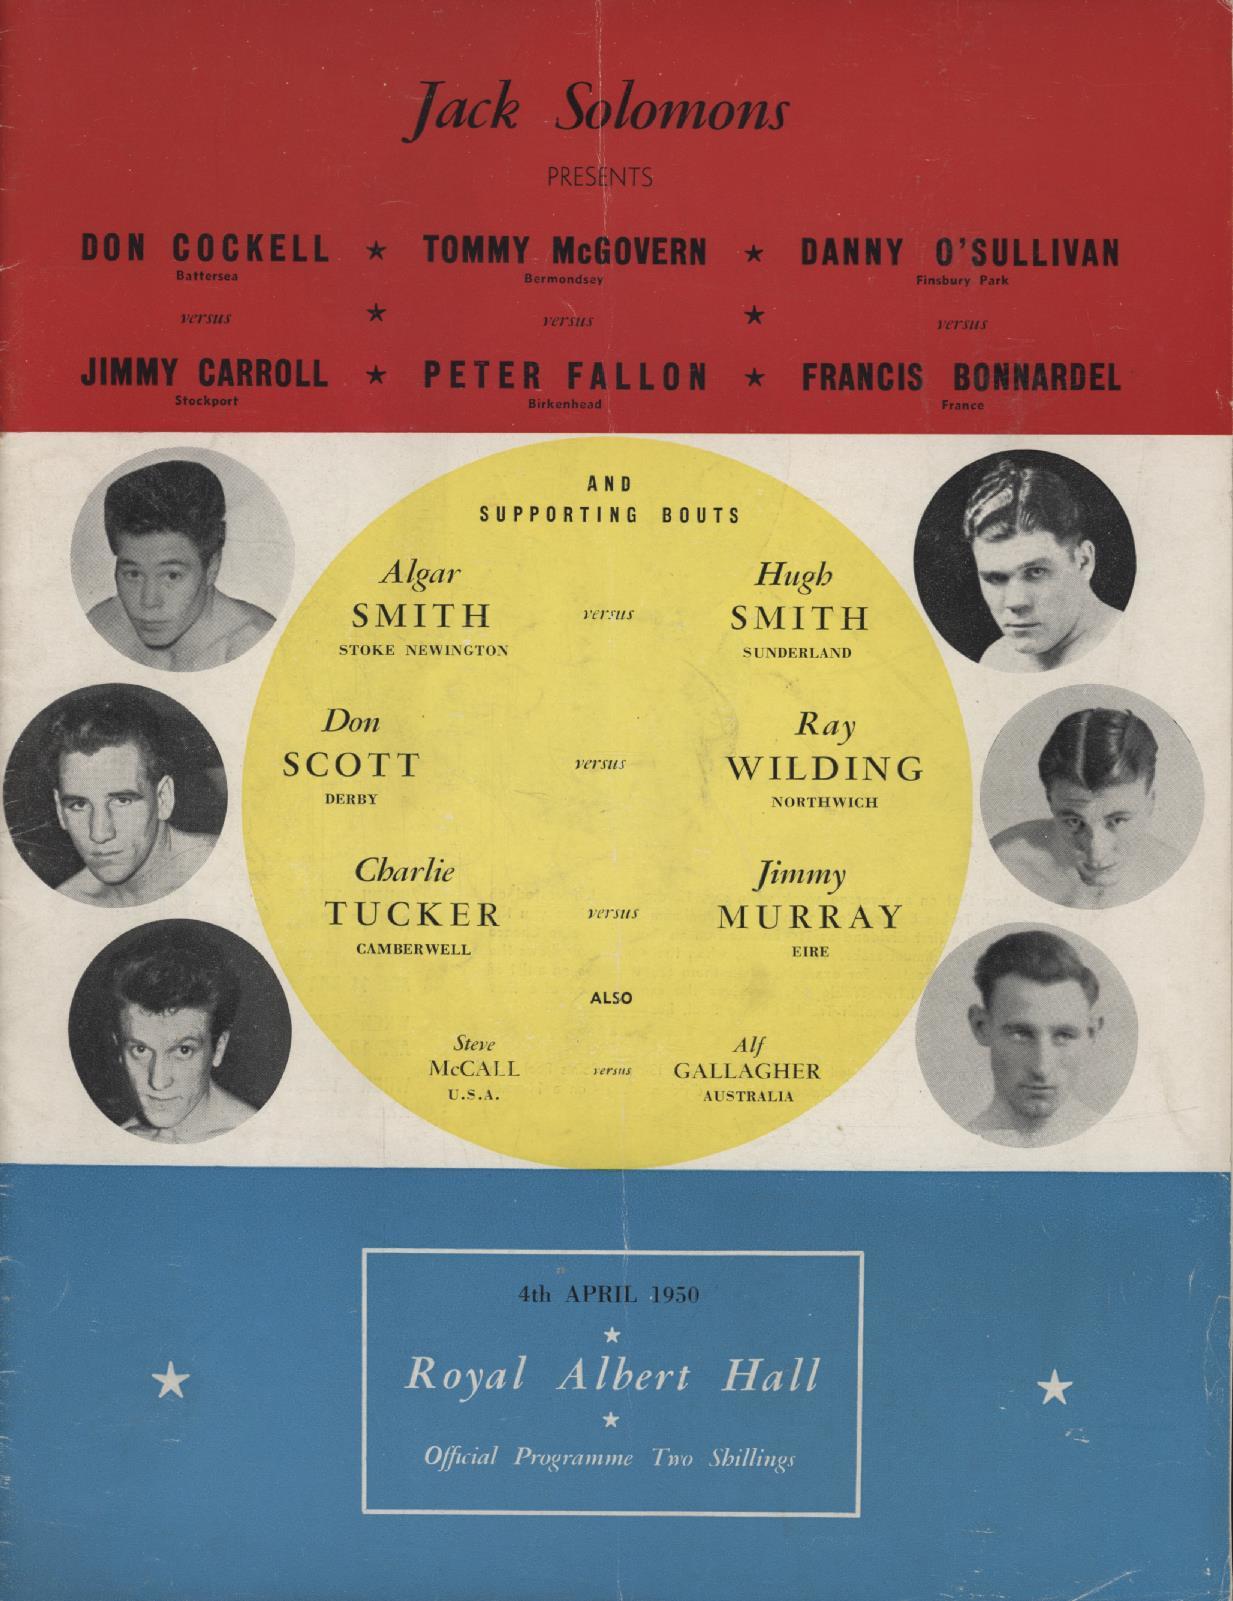 Jack Solomons
PRESENTS
DON COCKELL ★ TOMMY McGOVERN ★ DANNY O'SULLIVAN
Battersea Bermondsey Finsbury Park
versus ★ versus ★ versus
JIMMY CARROLL ★ PETER FALLON ★ FRANCIS BONNARDEL
Stockport Birkenhead France
AND
SUPPORTING BOUTS
Algar Hugh
SMITH versus SMITH
STOKE NEWINGTON SUNDERLAND
Don Ray
SCOTT versus WILDING
DERBY NORTHWICH
Charlie Jimmy
TUCKER versus MURRAY
CAMBERWELL EIRE
ALSO
Steve Alf
McCALL versus GALLAGHER
U.S.A. AUSTRALIA
4th APRIL 1950
★
Royal Albert Hall
★
Official Programme Two Shillings